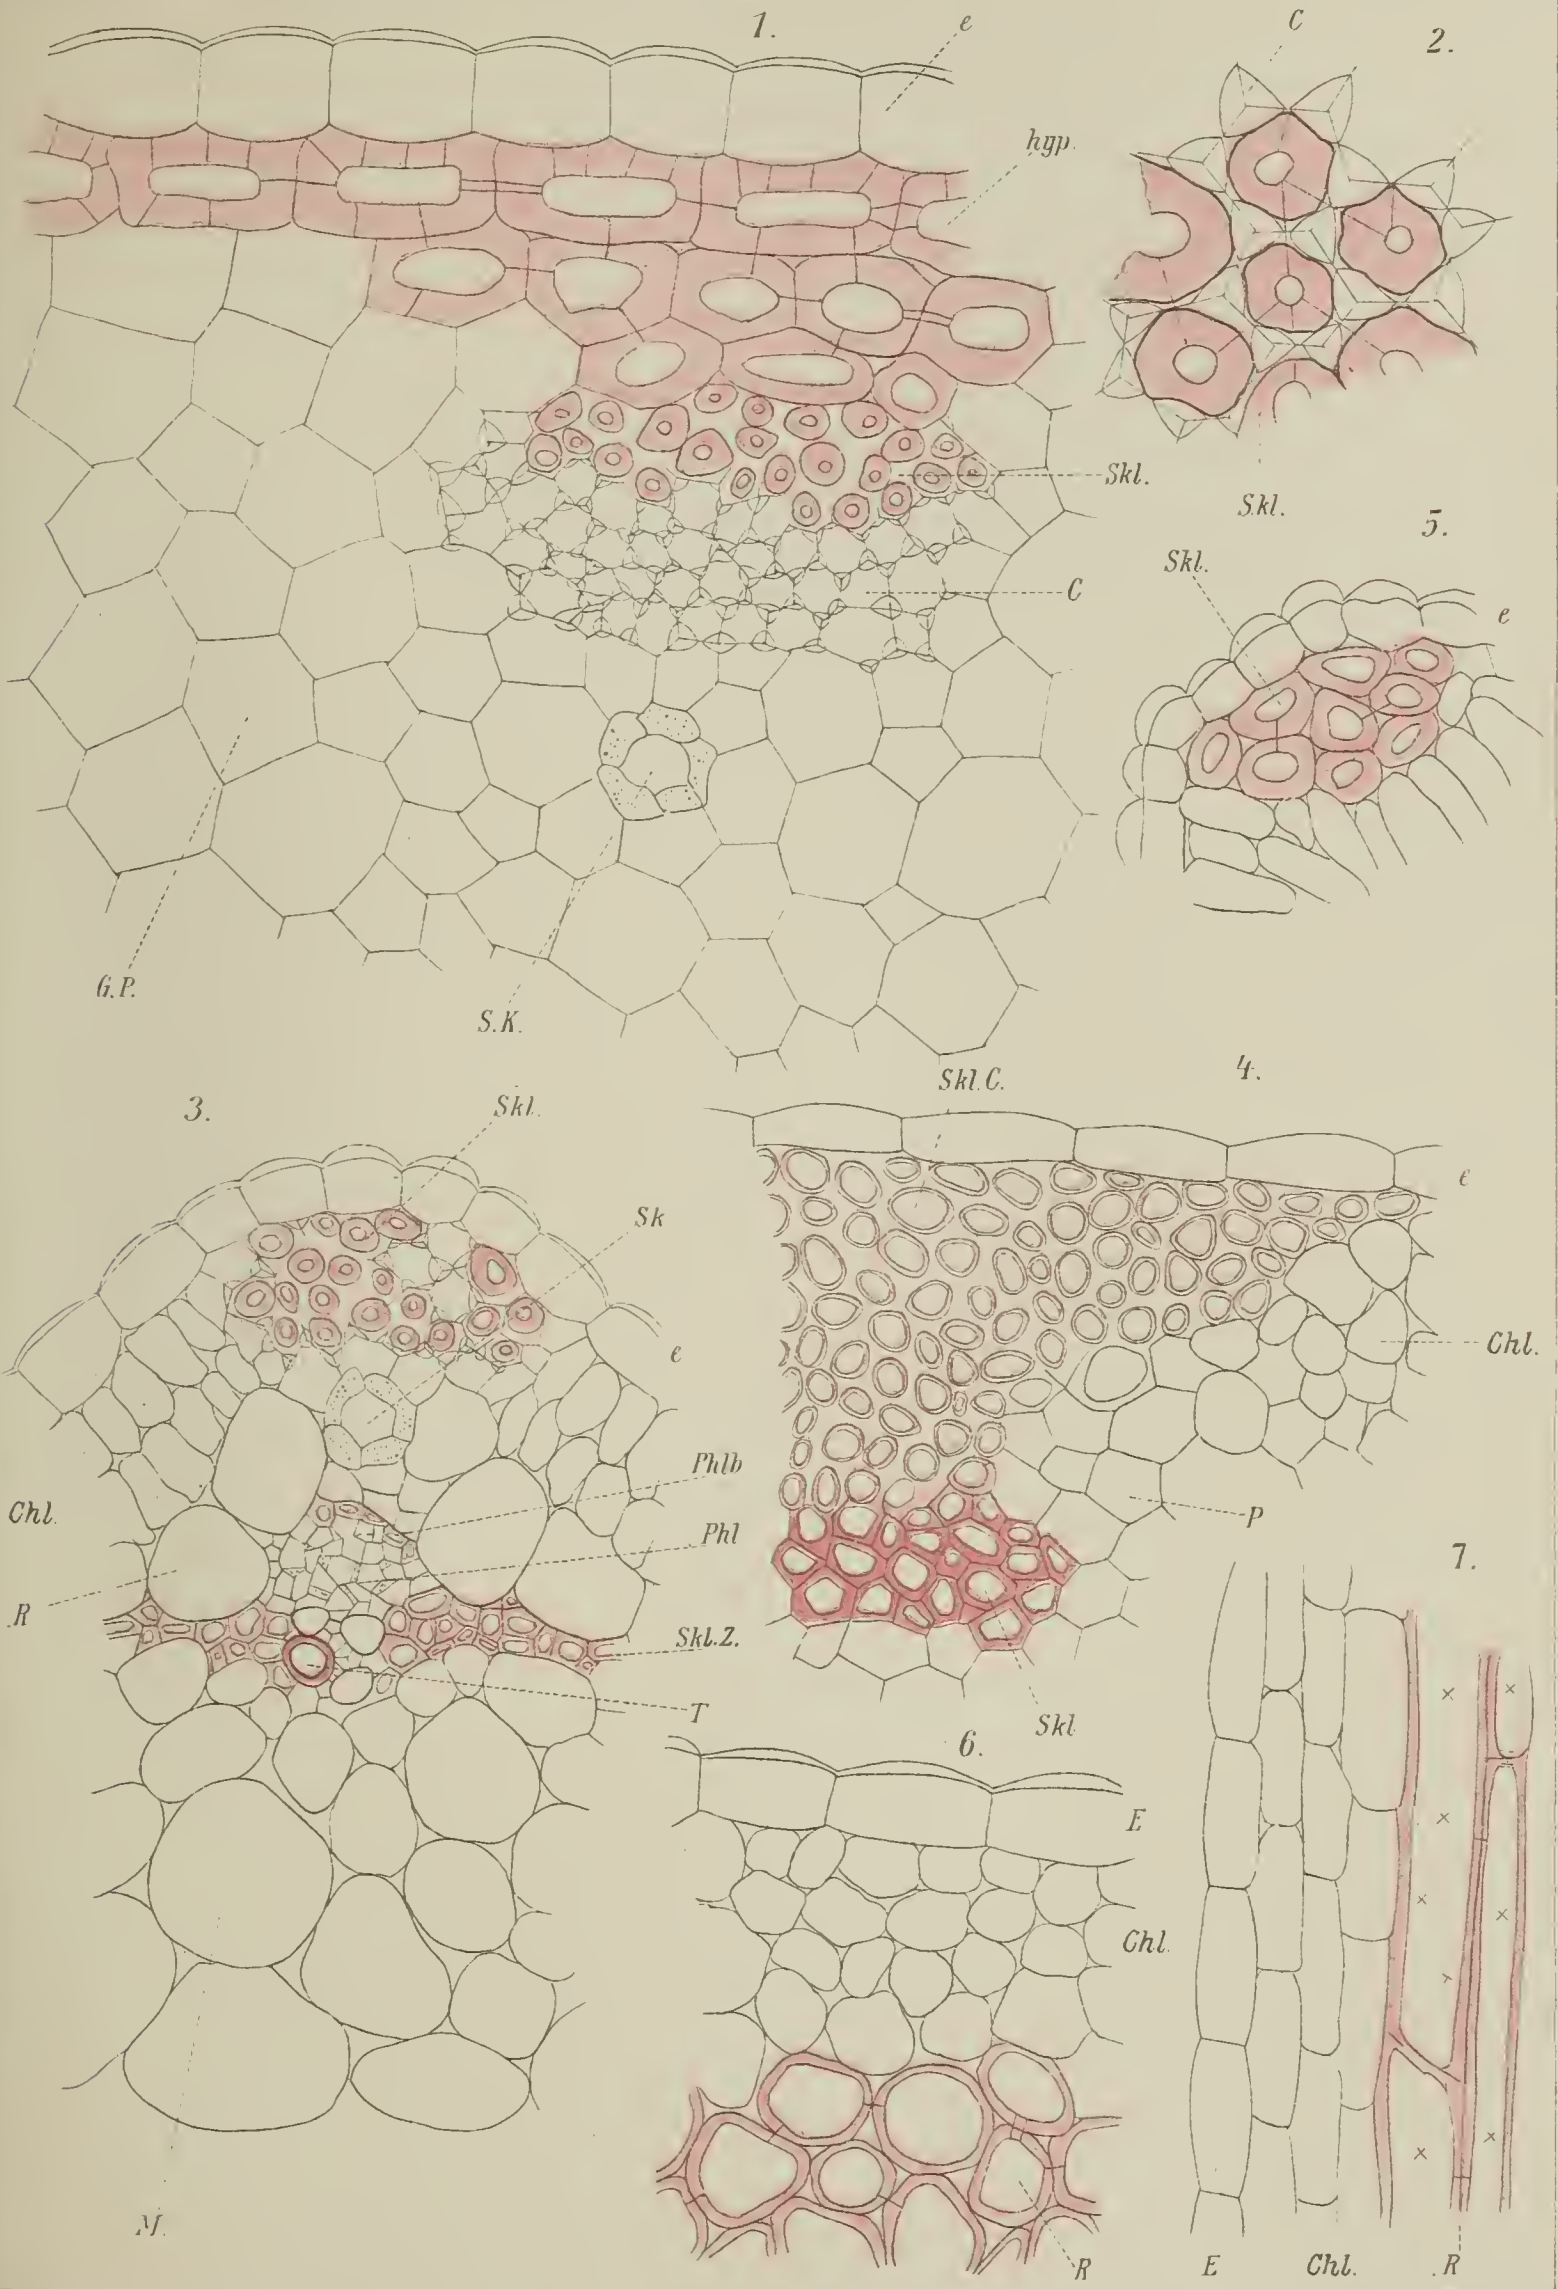 1.
e
C
2.
hyp.
Skl.
Skl.
5.
Skl.
e
C
G.P.
S.K.
Skl.C.
4.
3.
Skl.
Sk
e
e
Chl.
Phlb
Chl.
Phl
P
7.
R
Skl.Z.
T
Skl
6.
E
Chl.
M.
R
E
Chl.
R